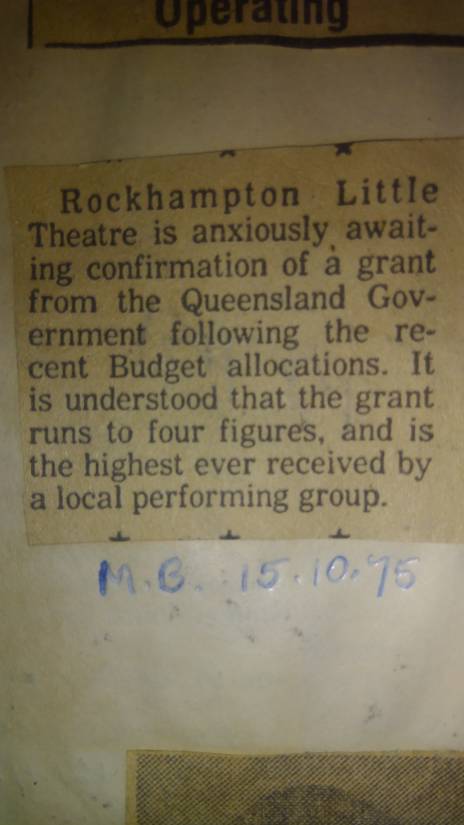 Operating
Rockhampton Little
Theatre is anxiously await-
ing confirmation of a grant
from the Queensland Gov-
ernment following the re-
cent Budget allocations. It
is understood that the grant
runs to four figures, and is
the highest ever received by
a local performing group.
M.B. 15.10.75